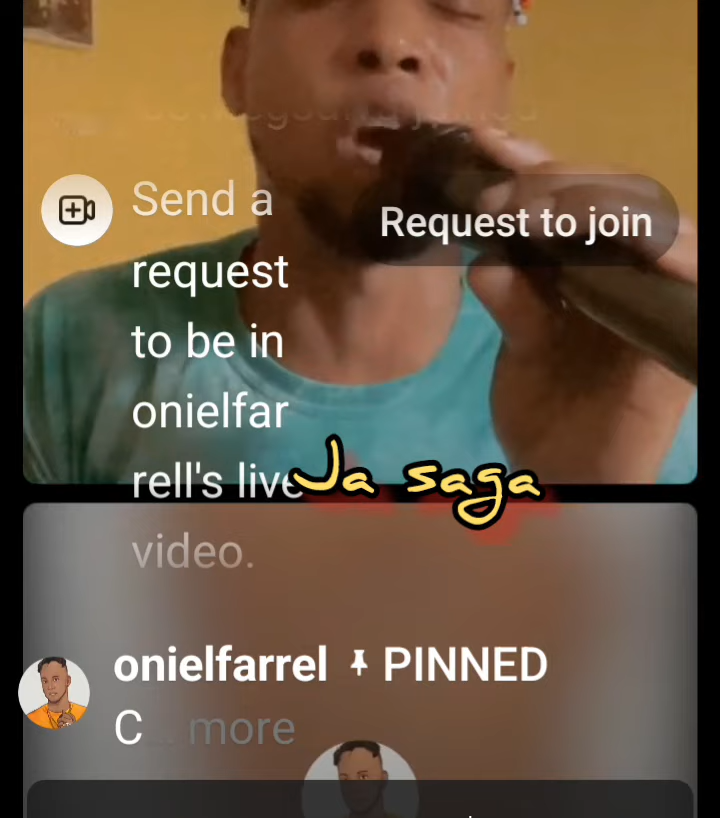 Send a
request
to be in
onielfar
rell's live
video.
Request to join
Ja saga
onielfarrel PINNED
C more